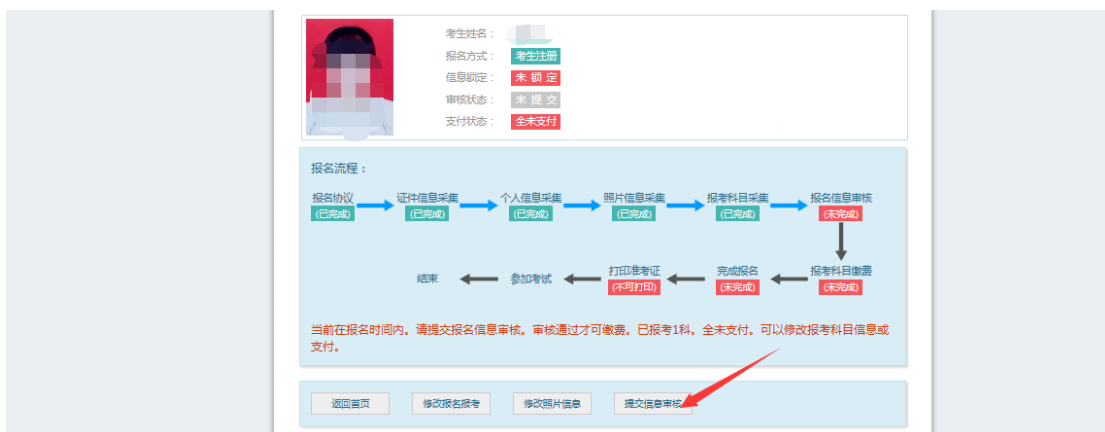 考生姓名：
报名方式： 考生注册
信息锁定： 未 锁 定
审核状态： 未 提 交
支付状态： 全未支付
报名流程：
报名协议 证件信息采集 个人信息采集 照片信息采集 报考科目采集 报名信息审核
(已完成) (已完成) (已完成) (已完成) (已完成) (未完成)
结束 参加考试 打印准考证 完成报名 报考科目缴费
(不可打印) (未完成) (未完成)
当前在报名时间内。请提交报名信息审核。审核通过才可缴费。已报考1科。全未支付。可以修改报考科目信息或
支付。
返回首页 修改报名报考 修改照片信息 提交信息审核